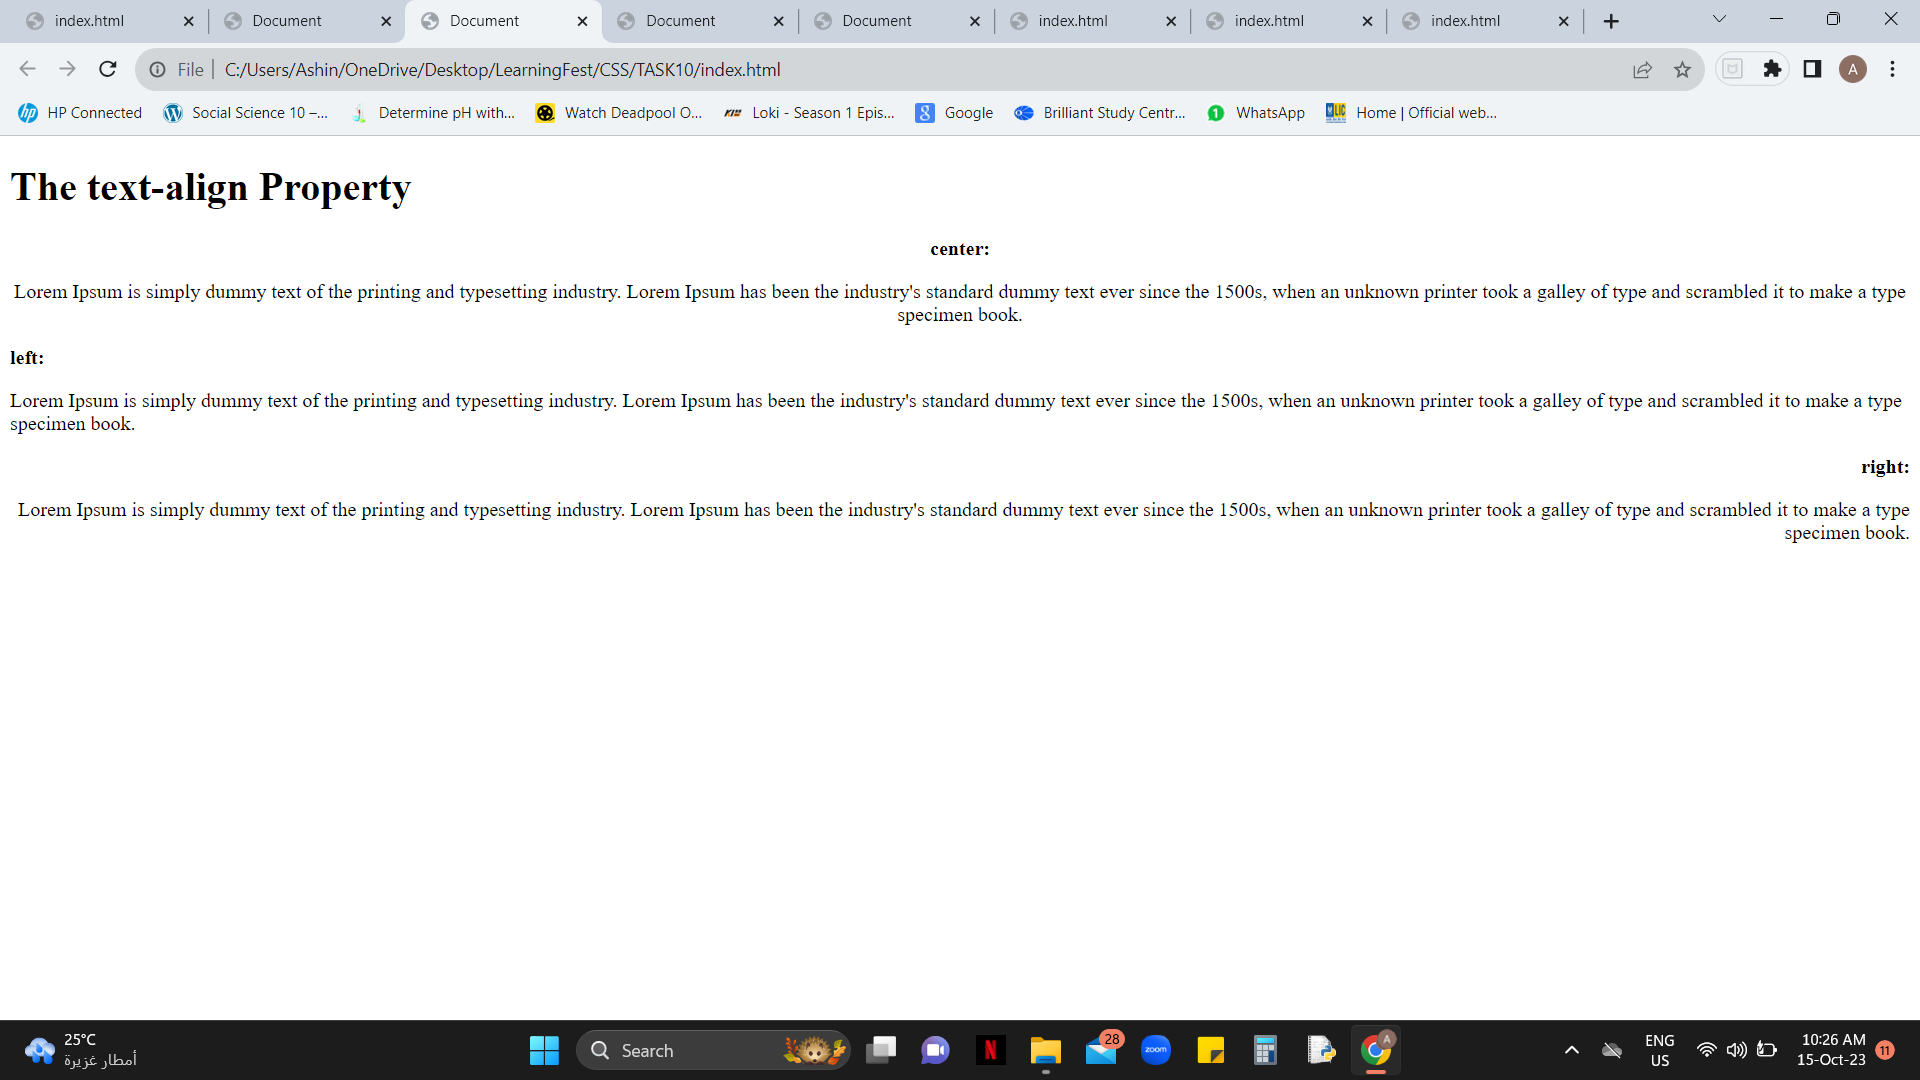 index.html
Document
Document
Document
Document
index.html
index.html
index.html
File
C:/Users/Ashin/OneDrive/Desktop/LearningFest/CSS/TASK10/index.html
A
HP Connected
Social Science 10 –...
Determine pH with...
Watch Deadpool O...
Loki - Season 1 Epis...
Google
Brilliant Study Centr...
1
WhatsApp
Home | Official web...
The text-align Property
center:
Lorem Ipsum is simply dummy text of the printing and typesetting industry. Lorem Ipsum has been the industry's standard dummy text ever since the 1500s, when an unknown printer took a galley of type and scrambled it to make a type
specimen book.
left:
Lorem Ipsum is simply dummy text of the printing and typesetting industry. Lorem Ipsum has been the industry's standard dummy text ever since the 1500s, when an unknown printer took a galley of type and scrambled it to make a type
specimen book.
right:
Lorem Ipsum is simply dummy text of the printing and typesetting industry. Lorem Ipsum has been the industry's standard dummy text ever since the 1500s, when an unknown printer took a galley of type and scrambled it to make a type
specimen book.
25°C
أمطار غزيرة
Search
28
zoom
A
ENG
US
10:26 AM
15-Oct-23
11